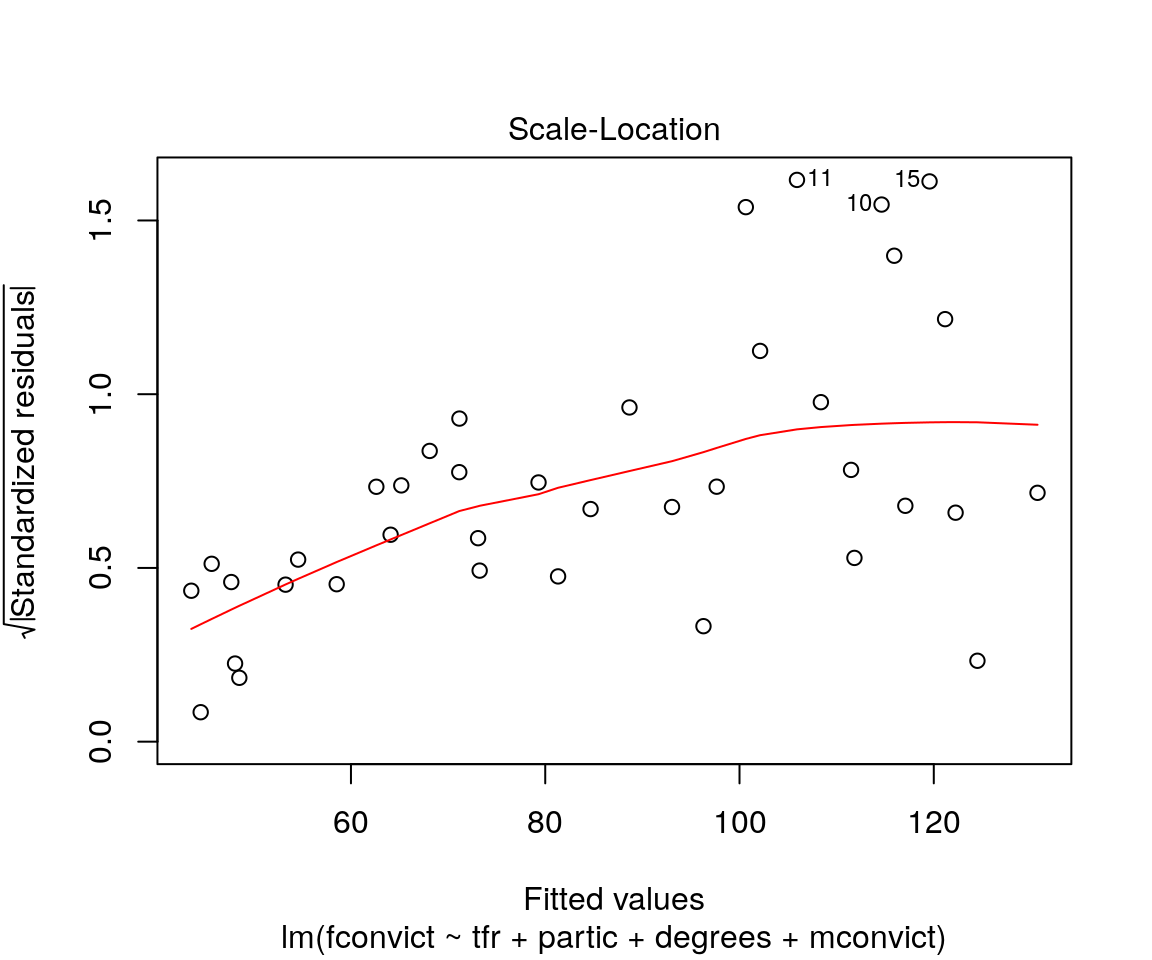 Scale-Location
√|Standardized residuals|
1.5
1.0
0.5
0.0
11
15
10
60 80 100 120
Fitted values
lm(fconvict ~ tfr + partic + degrees + mconvict)